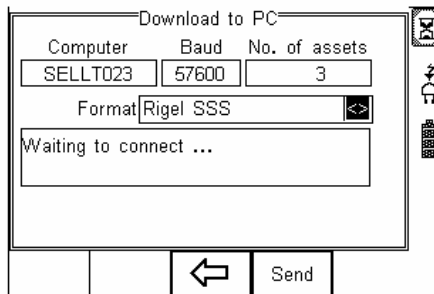 Download to PC
Computer Baud No. of assets
SELLT023 57600 3
Format Rigel SSS <>
Waiting to connect ...
Send